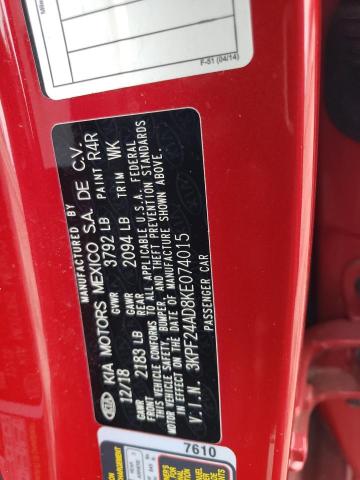 F-51 (04/14)
MANUFACTURED BY
KIA MOTORS MEXICO S.A. DE C.V.
12/18 GVWR 3792 LB PAINT R4R
GAWR FRONT 2183 LB GAWR REAR 2094 LB TRIM WK
THIS VEHICLE CONFORMS TO ALL APPLICABLE U.S.A. FEDERAL
MOTOR VEHICLE SAFETY, BUMPER, AND THEFT PREVENTION STANDARDS
IN EFFECT ON THE DATE OF MANUFACTURE SHOWN ABOVE.
V.I.N. 3KPF24AD8KE074015
PASSENGER CAR
7610